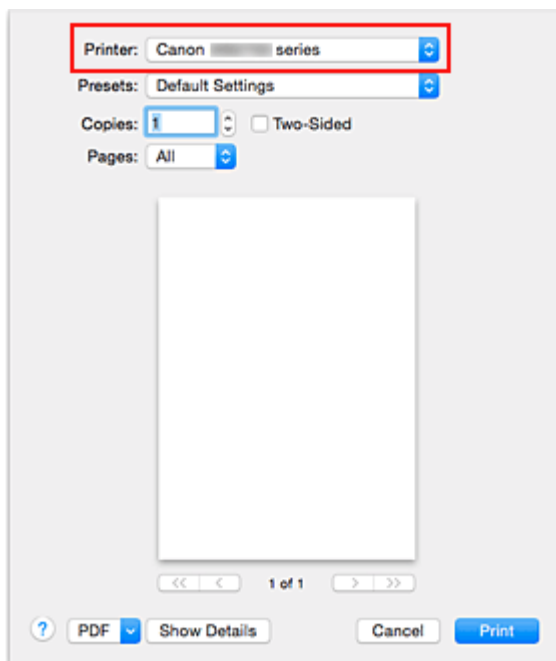 Printer: Canon series
Presets: Default Settings
Copies: 1 Two-Sided
Pages: All
<< < 1 of 1 > >>
? PDF Show Details Cancel Print